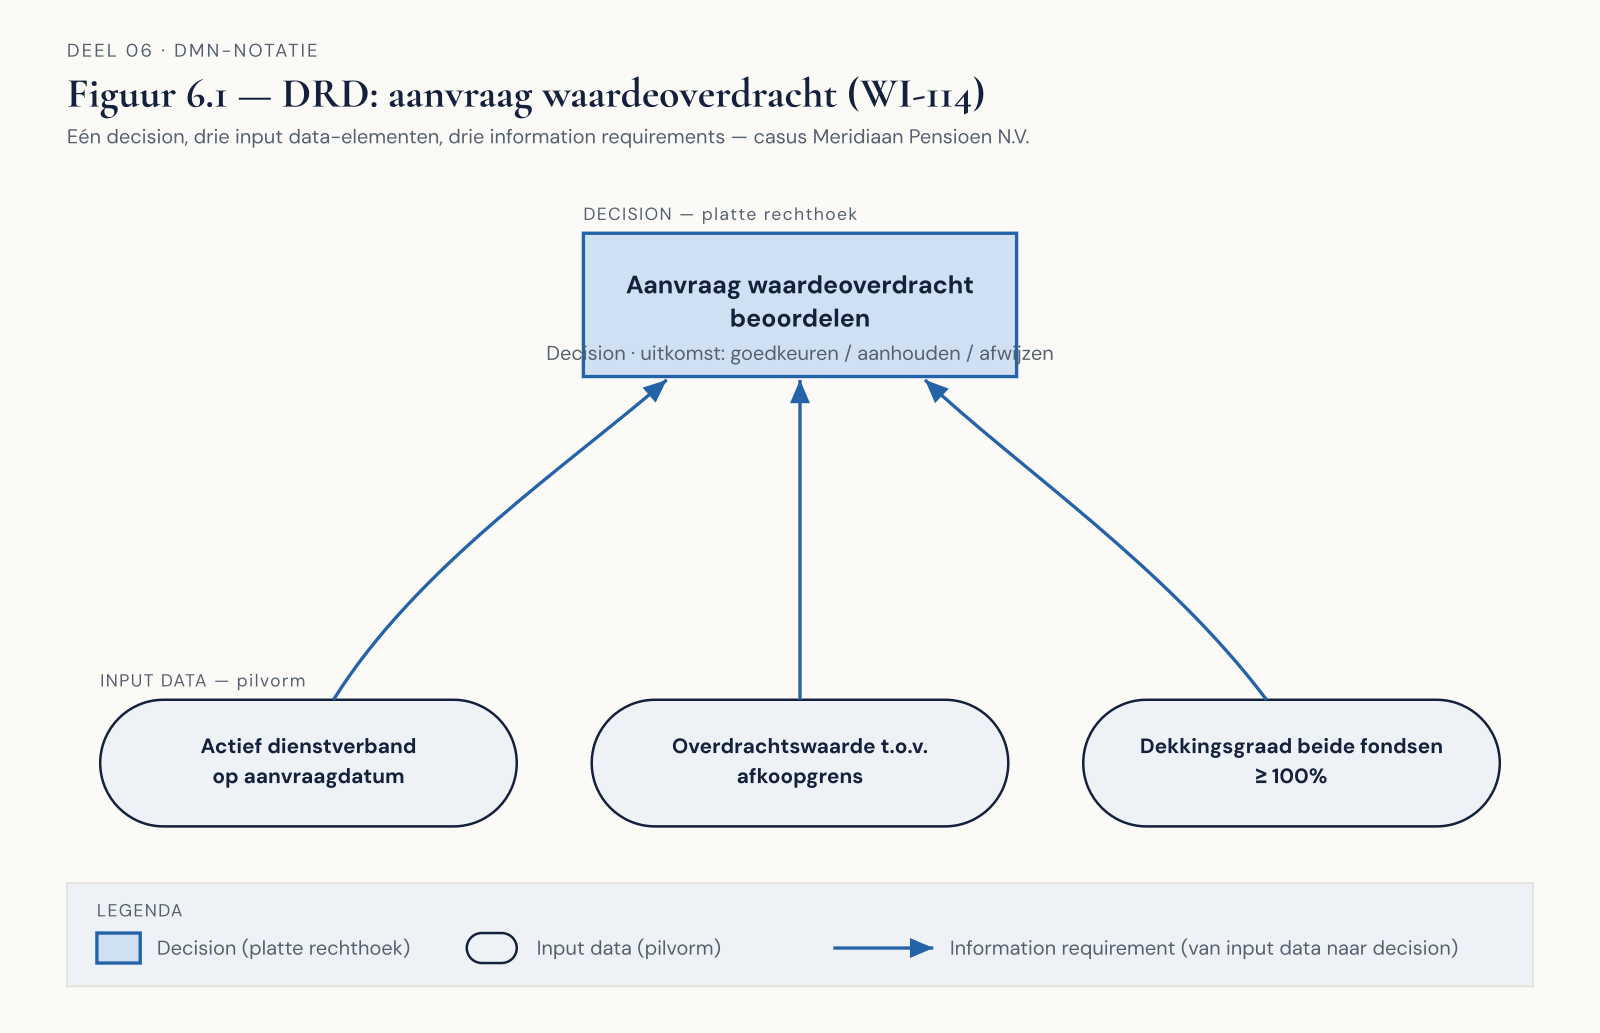 DEEL 06 · DMN-NOTATIE
Figuur 6.1 — DRD: aanvraag waardeoverdracht (WI-114)
Eén decision, drie input data-elementen, drie information requirements — casus Meridiaan Pensioen N.V.
DECISION — platte rechthoek
Aanvraag waardeoverdracht
beoordelen
Decision · uitkomst: goedkeuren / aanhouden / afwijzen
INPUT DATA — pilvorm
Actief dienstverband
op aanvraagdatum
Overdrachtswaarde t.o.v.
afkoopgrens
Dekkingsgraad beide fondsen
≥ 100%
LEGENDA
Decision (platte rechthoek)
Input data (pilvorm)
Information requirement (van input data naar decision)